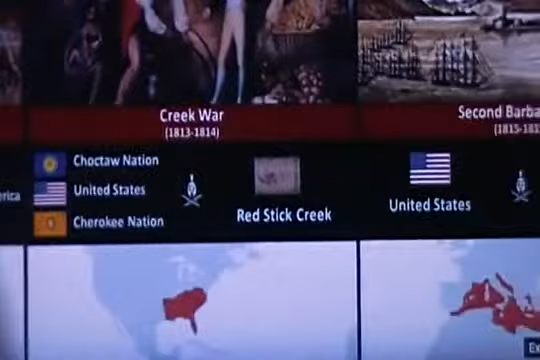 Creek War
(1813-1814)
Second Barba
(1815-181
Choctaw Nation
erica
United States
Cherokee Nation
Red Stick Creek
United States
Ex